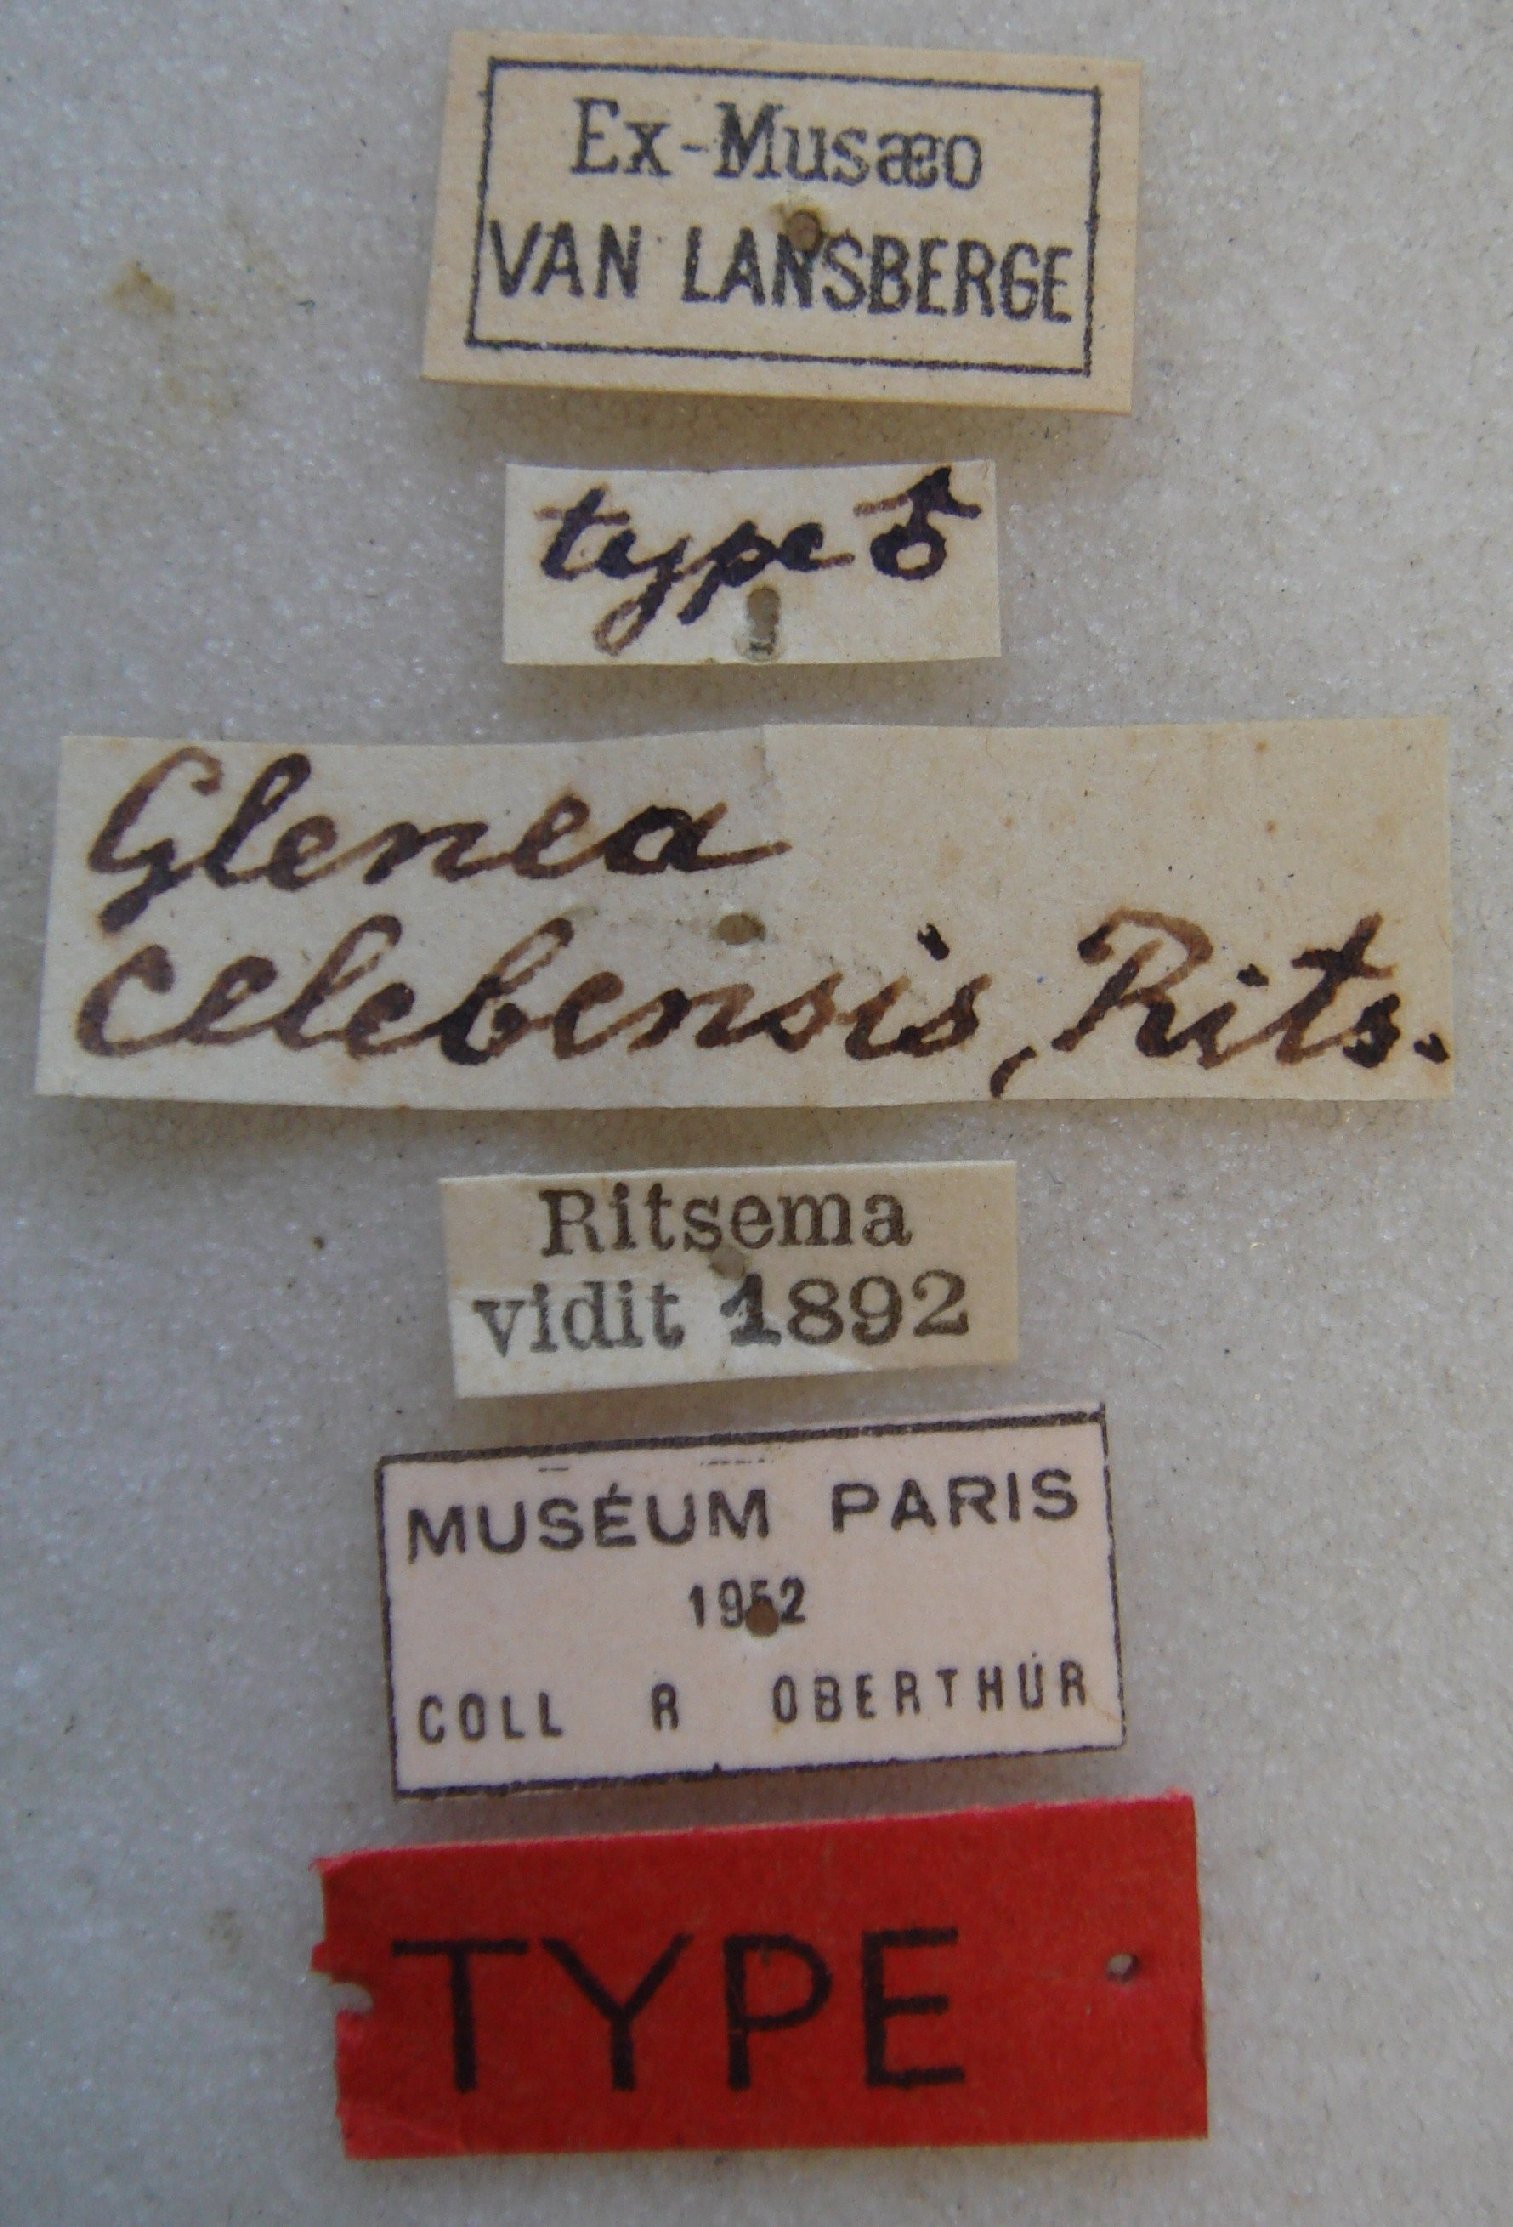 Ex-Musæo
VAN LANSBERGE
type ♂
Glenea
celebensis, Rits.
Ritsema
vidit 1892
MUSÉUM PARIS
1952
COLL R OBERTHÜR
TYPE